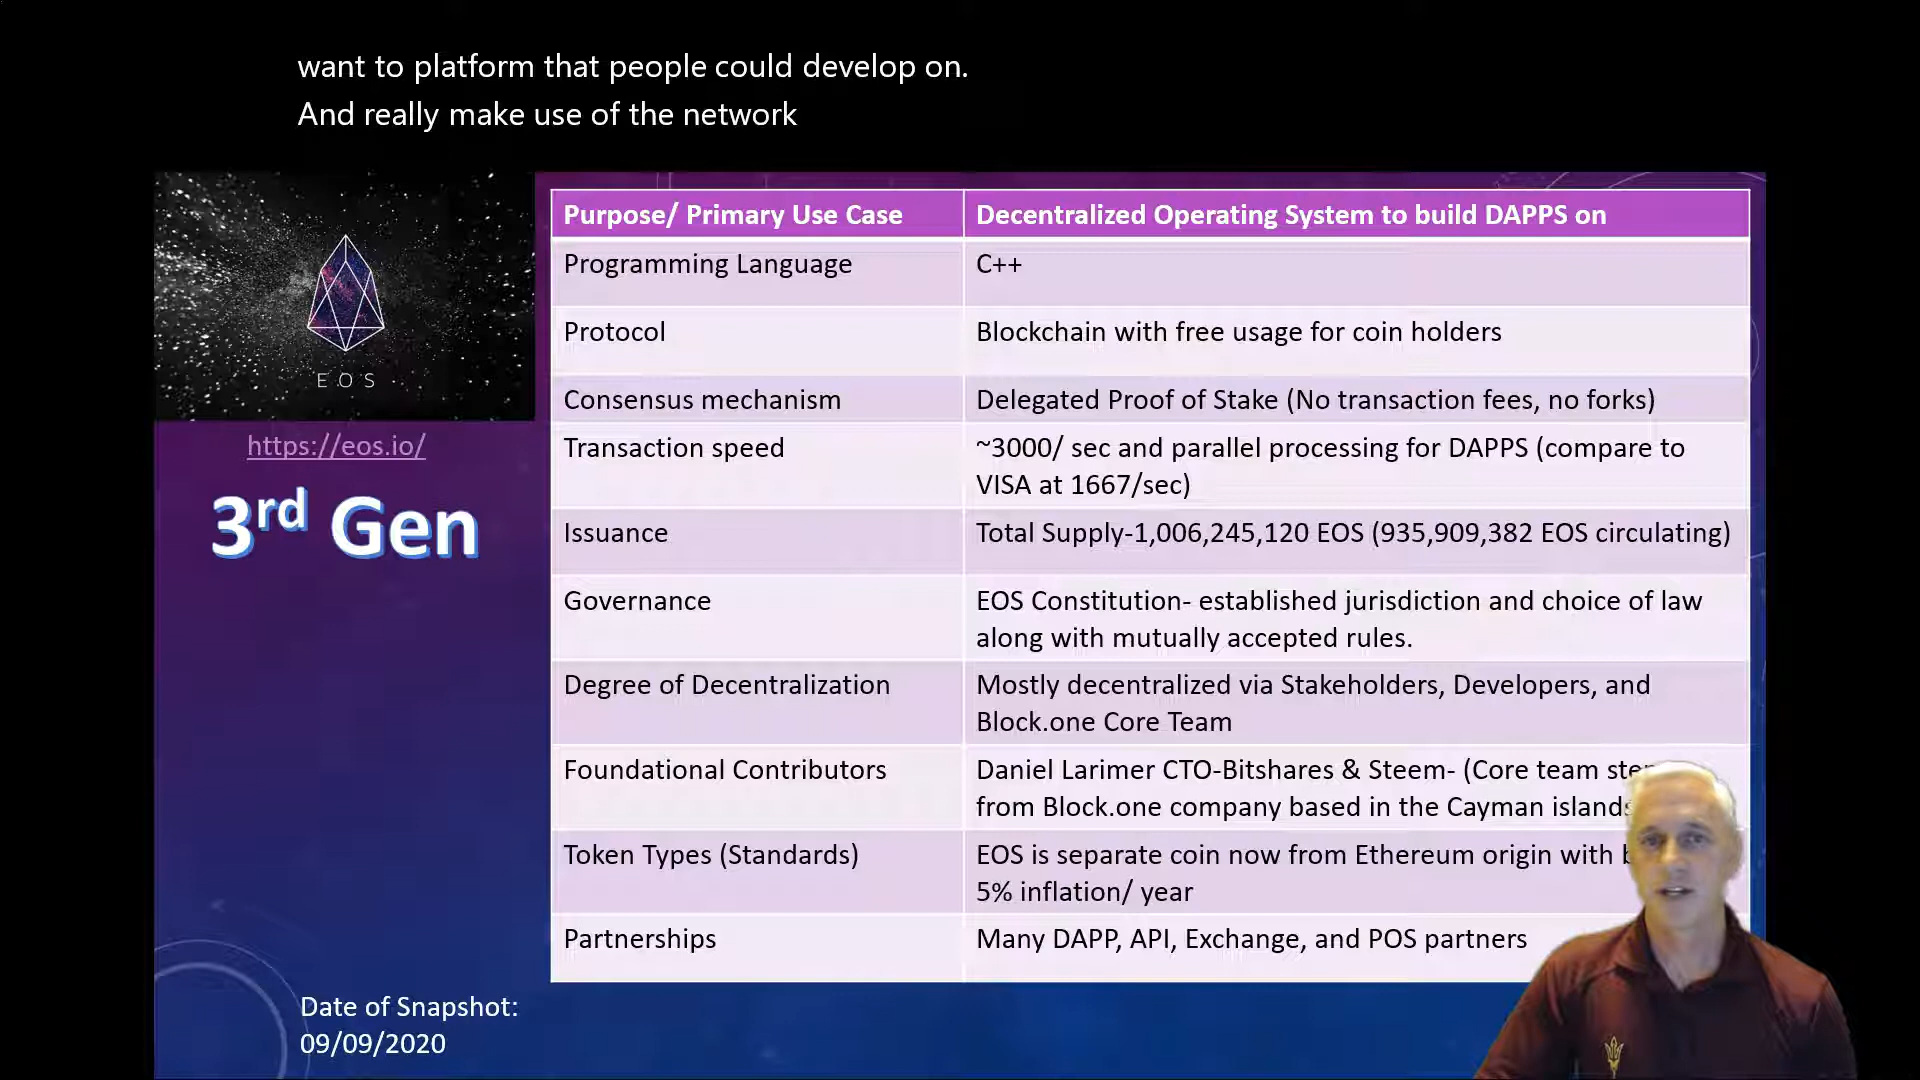 want to platform that people could develop on.
And really make use of the network
EOS
https://eos.io/
3rd Gen
Date of Snapshot:
09/09/2020
Purpose/ Primary Use Case
Decentralized Operating System to build DAPPS on
Programming Language
C++
Protocol
Blockchain with free usage for coin holders
Consensus mechanism
Delegated Proof of Stake (No transaction fees, no forks)
Transaction speed
~3000/ sec and parallel processing for DAPPS (compare to
VISA at 1667/sec)
Issuance
Total Supply-1,006,245,120 EOS (935,909,382 EOS circulating)
Governance
EOS Constitution- established jurisdiction and choice of law
along with mutually accepted rules.
Degree of Decentralization
Mostly decentralized via Stakeholders, Developers, and
Block.one Core Team
Foundational Contributors
Daniel Larimer CTO-Bitshares & Steem- (Core team
from Block.one company based in the Cayman islands
Token Types (Standards)
EOS is separate coin now from Ethereum origin with
5% inflation/ year
Partnerships
Many DAPP, API, Exchange, and POS partners